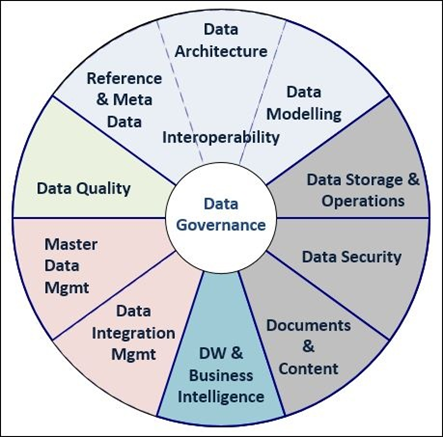 Data
Architecture
Reference
& Meta
Data
Data
Modelling
Interoperability
Data Quality
Data
Governance
Data Storage &
Operations
Master
Data
Mgmt
Data Security
Data
Integration
Mgmt
Documents
&
Content
DW &
Business
Intelligence